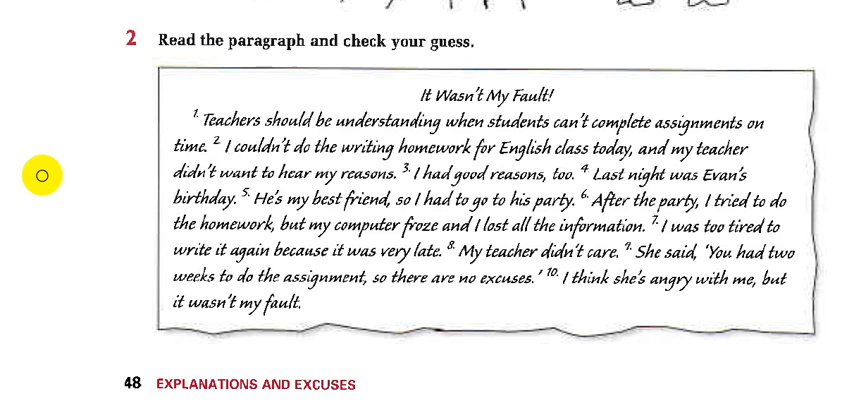 2 Read the paragraph and check your guess.
It Wasn't My Fault!
1. Teachers should be understanding when students can't complete assignments on
time. 2. I couldn't do the writing homework for English class today, and my teacher
didn't want to hear my reasons. 3. I had good reasons, too. 4. Last night was Evan's
birthday. 5. He's my best friend, so I had to go to his party. 6. After the party, I tried to do
the homework, but my computer froze and I lost all the information. 7. I was too tired to
write it again because it was very late. 8. My teacher didn't care. 9. She said, 'You had two
weeks to do the assignment, so there are no excuses.' 10. I think she's angry with me, but
it wasn't my fault.
48 EXPLANATIONS AND EXCUSES